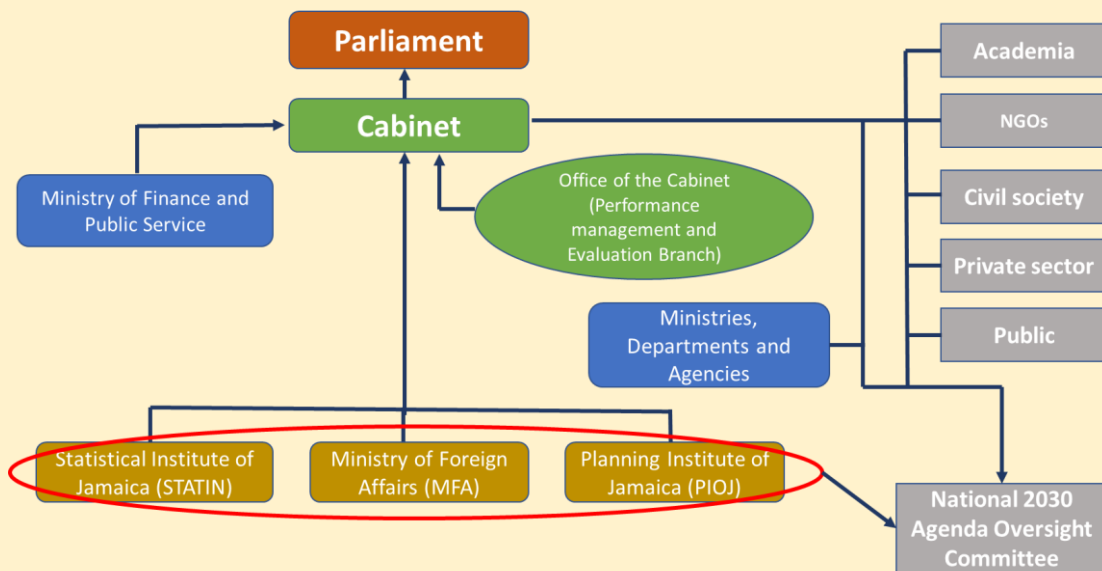 Parliament
Cabinet
Ministry of Finance and
Public Service
Office of the Cabinet
(Performance
management and
Evaluation Branch)
Ministries,
Departments and
Agencies
Academia
NGOs
Civil society
Private sector
Public
Statistical Institute of
Jamaica (STATIN)
Ministry of Foreign
Affairs (MFA)
Planning Institute of
Jamaica (PIOJ)
National 2030
Agenda Oversight
Committee